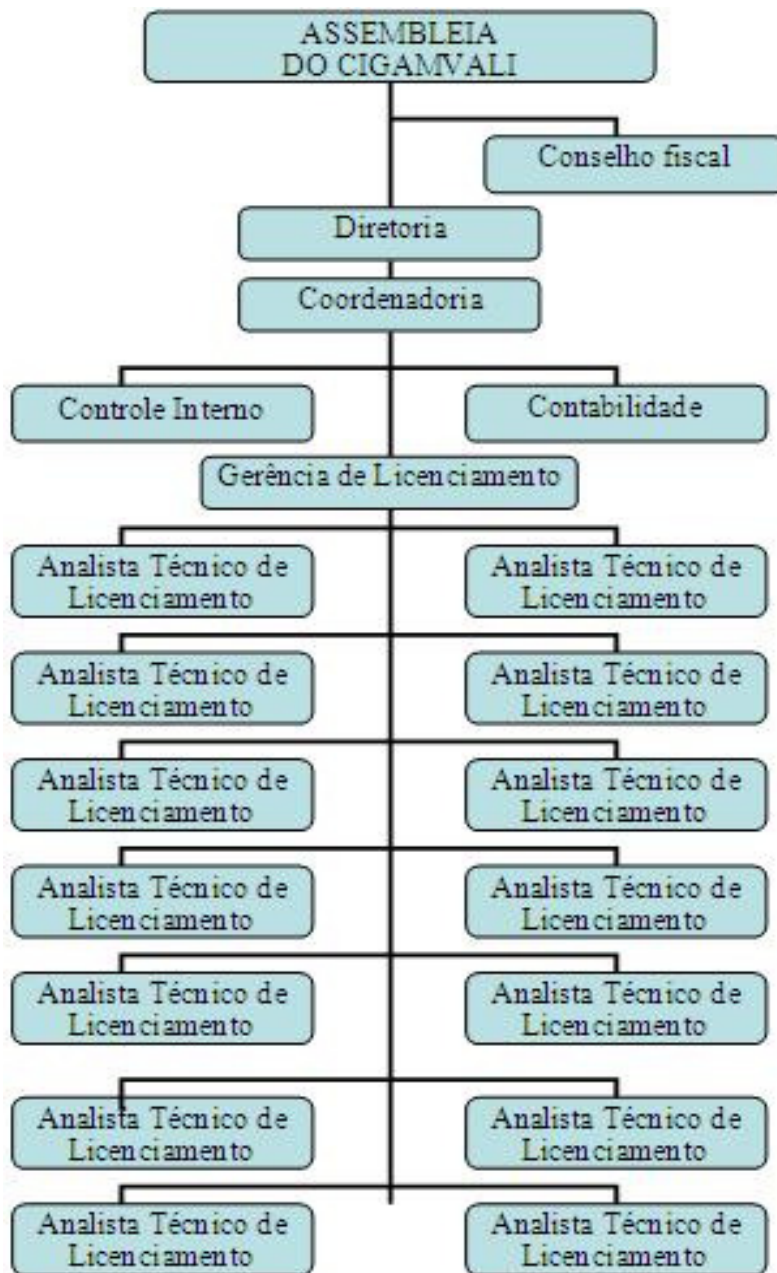 ASSEMBLEIA
DO CIGAMVALI
Conselho fiscal
Diretoria
Coordenadoria
Controle Interno
Contabilidade
Gerência de Licenciamento
Analista Técnico de
Licenciamento
Analista Técnico de
Licenciamento
Analista Técnico de
Licenciamento
Analista Técnico de
Licenciamento
Analista Técnico de
Licenciamento
Analista Técnico de
Licenciamento
Analista Técnico de
Licenciamento
Analista Técnico de
Licenciamento
Analista Técnico de
Licenciamento
Analista Técnico de
Licenciamento
Analista Técnico de
Licenciamento
Analista Técnico de
Licenciamento
Analista Técnico de
Licenciamento
Analista Técnico de
Licenciamento